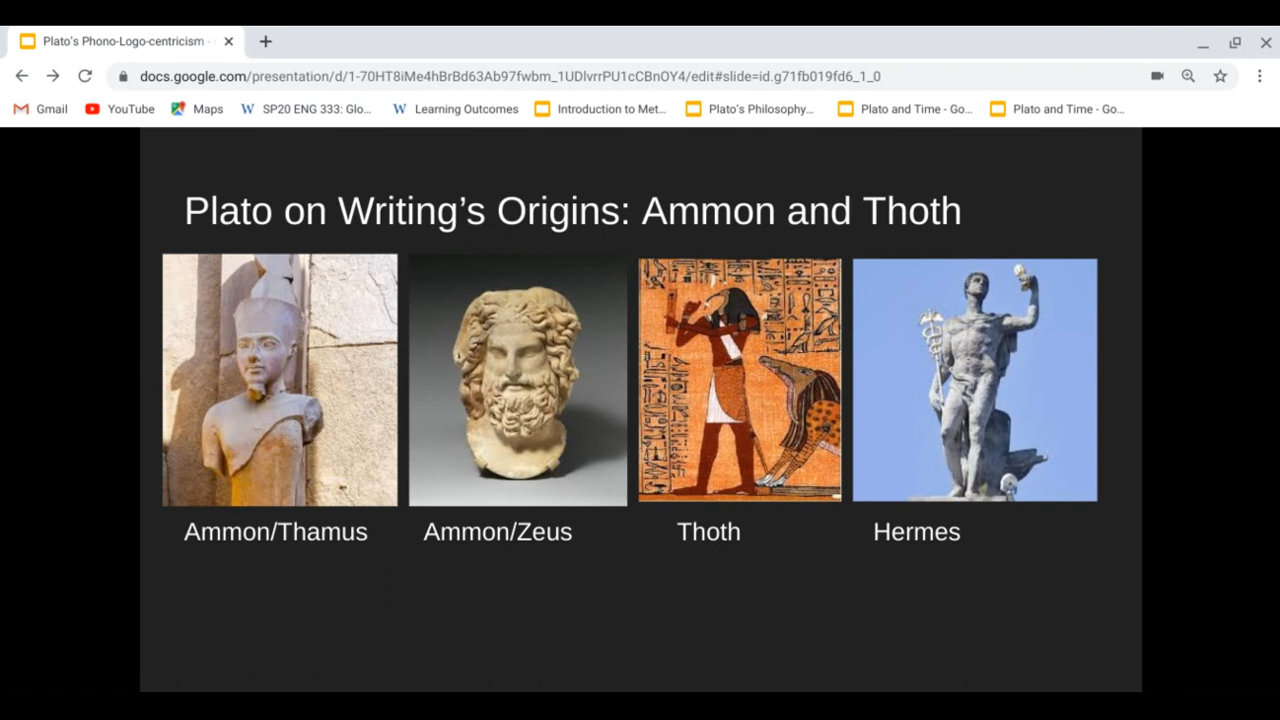 Plato's Phono-Logo-centricism -
docs.google.com/presentation/d/1-70HT8iMe4hBrBd63Ab97fwbm_1UDlvrrPU1cCBnOY4/edit#slide=id.g71fb019fd6_1_0
Gmail YouTube Maps SP20 ENG 333: Glo... Learning Outcomes Introduction to Met... Plato's Philosophy... Plato and Time - Go... Plato and Time - Go...
Plato on Writing's Origins: Ammon and Thoth
Ammon/Thamus Ammon/Zeus Thoth Hermes